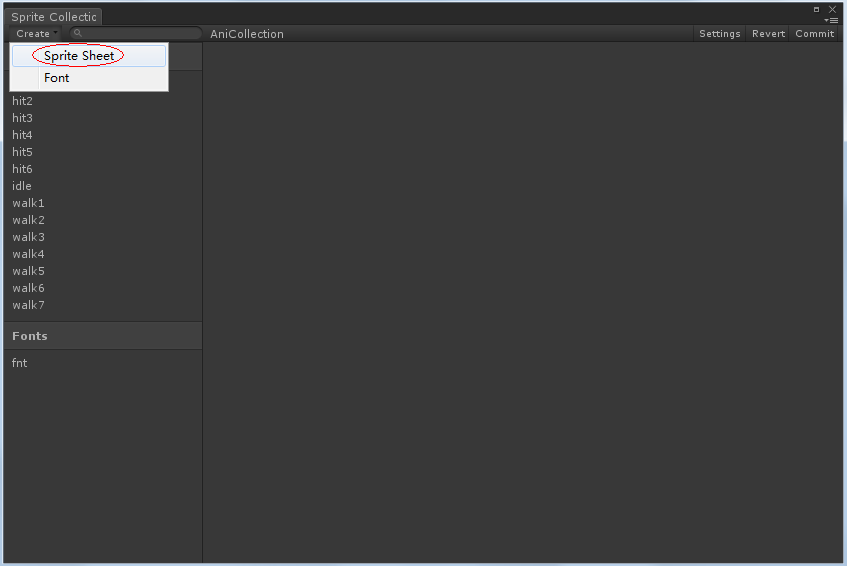 Sprite Collectic
Create
AniCollection
Settings
Revert
Commit
Sprite Sheet
Font
hit2
hit3
hit4
hit5
hit6
idle
walk1
walk2
walk3
walk4
walk5
walk6
walk7
Fonts
fnt